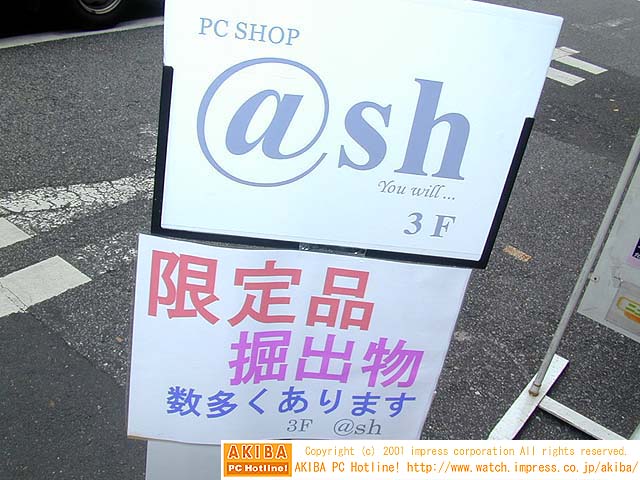 PC SHOP
@sh
You will...
3F
限定品
掘出物
数多くあります
3F @sh
AKIBA
PC Hotline!
Copyright (c) 2001 impress corporation All rights reserved.
AKIBA PC Hotline! http://www.watch.impress.co.jp/akiba/